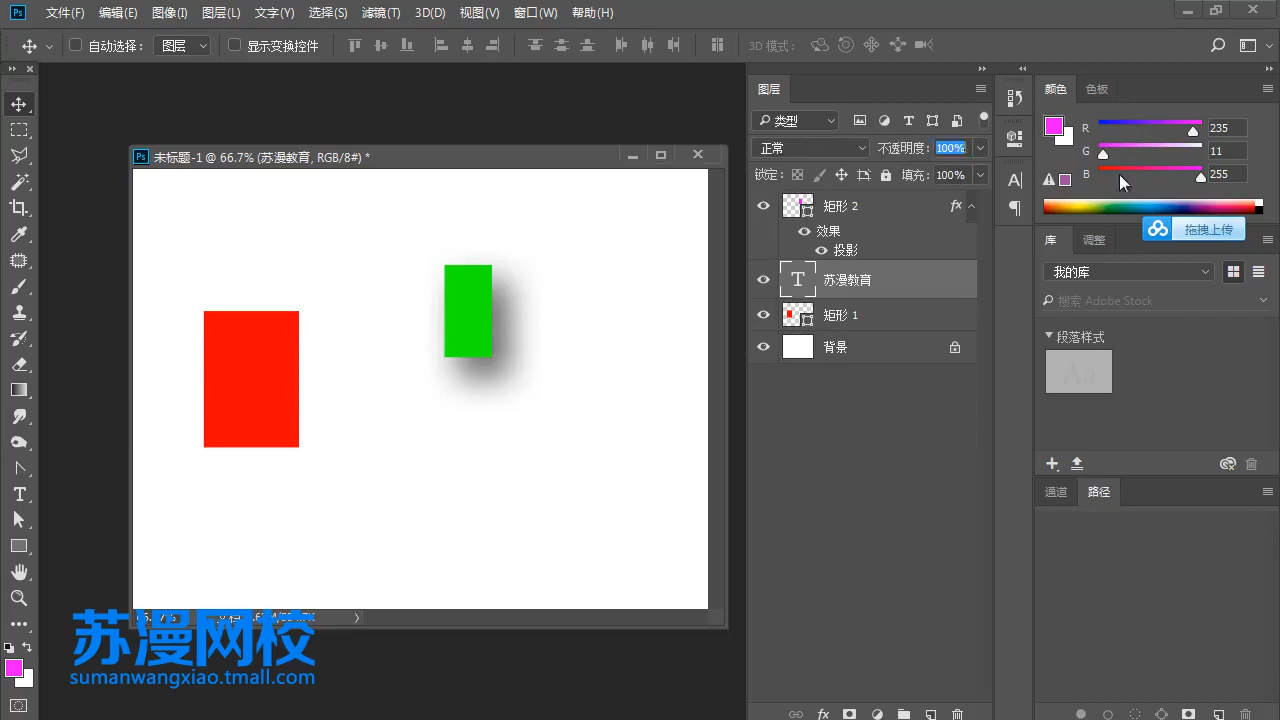 Ps 文件(F) 编辑(E) 图像(I) 图层(L) 文字(Y) 选择(S) 滤镜(T) 3D(D) 视图(V) 窗口(W) 帮助(H)
自动选择： 图层 显示变换控件 3D 模式：
图层
类型
正常 不透明度： 100%
锁定： 填充： 100%
矩形 2 fx
效果
投影
T 苏漫教育
矩形 1
背景
颜色 色板
R 235
G 11
B 255
拖拽上传
库 调整
我的库
搜索 Adobe Stock
段落样式
Aa
通道 路径
Ps 未标题-1 @ 66.7% (苏漫教育, RGB/8#) *
苏漫网校
sumanwangxiao.tmall.com
fx